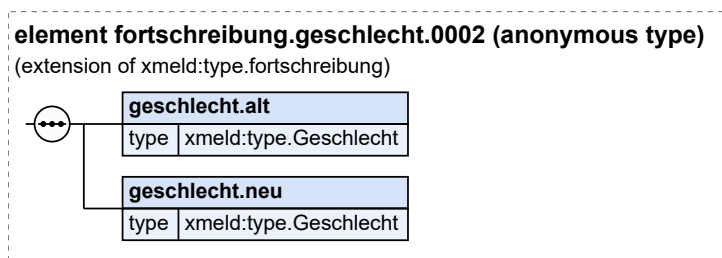 element fortschreibung.geschlecht.0002 (anonymous type)
(extension of xmeld:type.fortschreibung)
geschlecht.alt
type xmeld:type.Geschlecht
geschlecht.neu
type xmeld:type.Geschlecht